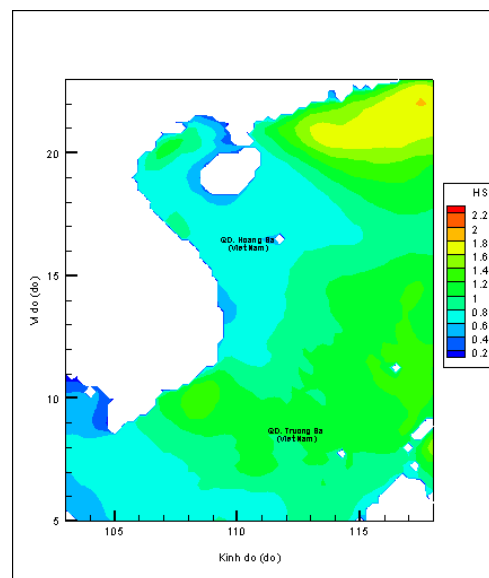 HS
2.2
2
1.8
1.6
1.4
1.2
1
0.8
0.6
0.4
0.2
20
15
10
5
Vi do (do)
QD. Hoang Sa
(Viet Nam)
QD. Truong Sa
(Viet Nam)
105
110
115
Kinh do (do)